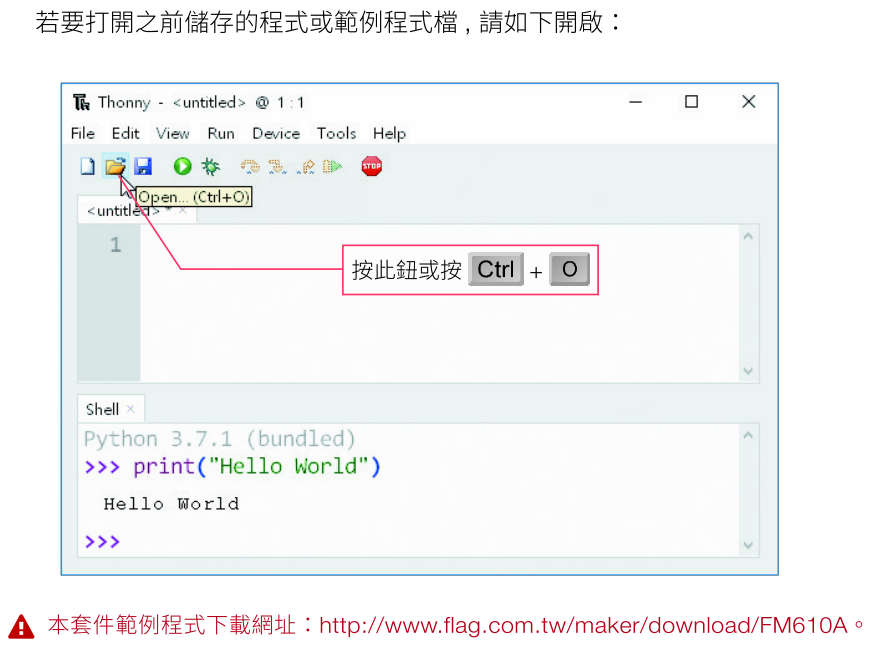 若要打開之前儲存的程式或範例程式檔，請如下開啟：
Thonny - <untitled> @ 1 : 1
File Edit View Run Device Tools Help
STOP
Open... (Ctrl+O)
<untitled> * ×
1
按此鈕或按 Ctrl + O
Shell ×
Python 3.7.1 (bundled)
>>> print("Hello World")
Hello World
>>>
本套件範例程式下載網址：http://www.flag.com.tw/maker/download/FM610A。